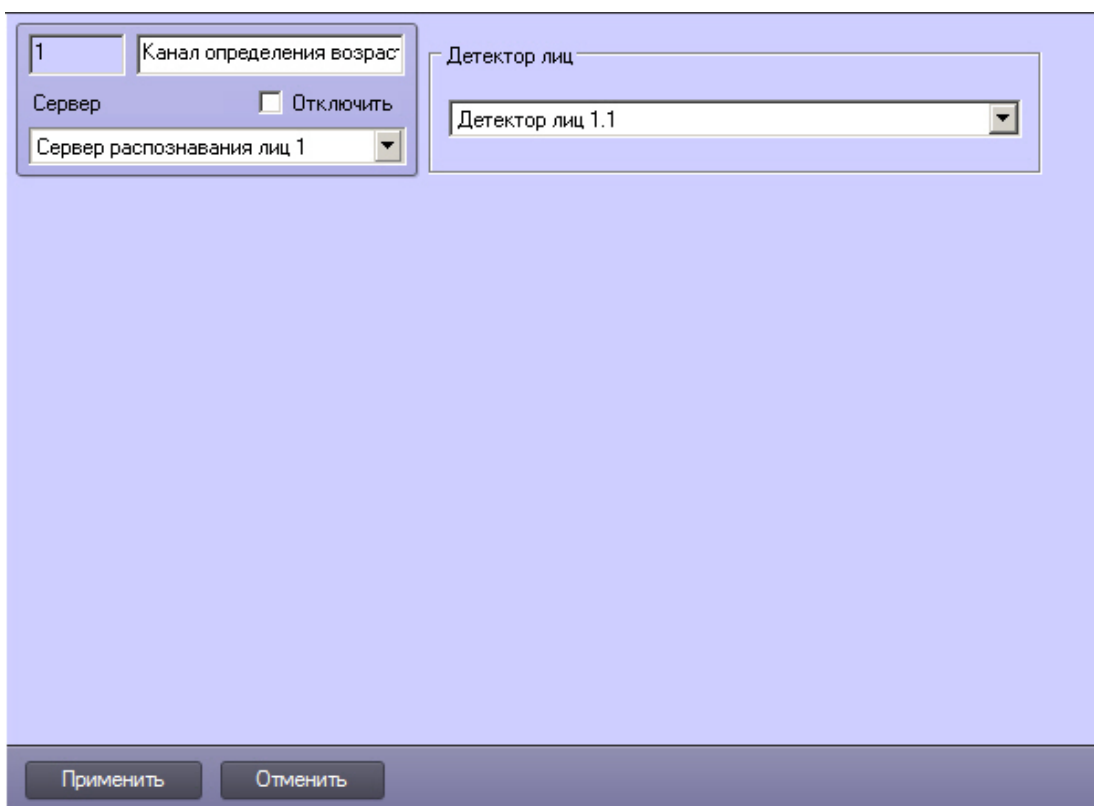 1
Канал определения возраст
Сервер
Отключить
Сервер распознавания лиц 1
Детектор лиц
Детектор лиц 1.1
Применить
Отменить